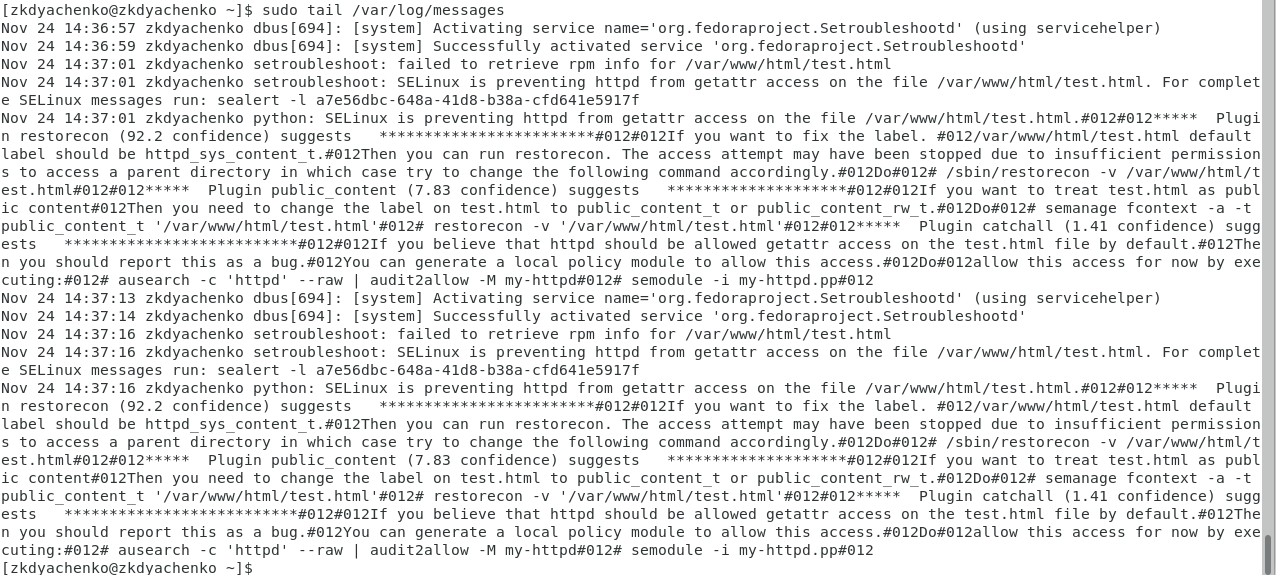 [zkdyachenko@zkdyachenko ~]$ sudo tail /var/log/messages
Nov 24 14:36:57 zkdyachenko dbus[694]: [system] Activating service name='org.fedoraproject.Setroubleshootd' (using servicehelper)
Nov 24 14:36:59 zkdyachenko dbus[694]: [system] Successfully activated service 'org.fedoraproject.Setroubleshootd'
Nov 24 14:37:01 zkdyachenko setroubleshoot: failed to retrieve rpm info for /var/www/html/test.html
Nov 24 14:37:01 zkdyachenko setroubleshoot: SELinux is preventing httpd from getattr access on the file /var/www/html/test.html. For complet
e SELinux messages run: sealert -l a7e56dbc-648a-41d8-b38a-cfd641e5917f
Nov 24 14:37:01 zkdyachenko python: SELinux is preventing httpd from getattr access on the file /var/www/html/test.html.#012#012*****  Plugi
n restorecon (92.2 confidence) suggests   ************************#012#012If you want to fix the label. #012/var/www/html/test.html default
label should be httpd_sys_content_t.#012Then you can run restorecon. The access attempt may have been stopped due to insufficient permission
s to access a parent directory in which case try to change the following command accordingly.#012Do#012# /sbin/restorecon -v /var/www/html/t
est.html#012#012*****  Plugin public_content (7.83 confidence) suggests   ********************#012#012If you want to treat test.html as publ
ic content#012Then you need to change the label on test.html to public_content_t or public_content_rw_t.#012Do#012# semanage fcontext -a -t
public_content_t '/var/www/html/test.html'#012# restorecon -v '/var/www/html/test.html'#012#012*****  Plugin catchall (1.41 confidence) sugg
ests   **************************#012#012If you believe that httpd should be allowed getattr access on the test.html file by default.#012The
n you should report this as a bug.#012You can generate a local policy module to allow this access.#012Do#012allow this access for now by exe
cuting:#012# ausearch -c 'httpd' --raw | audit2allow -M my-httpd#012# semodule -i my-httpd.pp#012
Nov 24 14:37:13 zkdyachenko dbus[694]: [system] Activating service name='org.fedoraproject.Setroubleshootd' (using servicehelper)
Nov 24 14:37:14 zkdyachenko dbus[694]: [system] Successfully activated service 'org.fedoraproject.Setroubleshootd'
Nov 24 14:37:16 zkdyachenko setroubleshoot: failed to retrieve rpm info for /var/www/html/test.html
Nov 24 14:37:16 zkdyachenko setroubleshoot: SELinux is preventing httpd from getattr access on the file /var/www/html/test.html. For complet
e SELinux messages run: sealert -l a7e56dbc-648a-41d8-b38a-cfd641e5917f
Nov 24 14:37:16 zkdyachenko python: SELinux is preventing httpd from getattr access on the file /var/www/html/test.html.#012#012*****  Plugi
n restorecon (92.2 confidence) suggests   ************************#012#012If you want to fix the label. #012/var/www/html/test.html default
label should be httpd_sys_content_t.#012Then you can run restorecon. The access attempt may have been stopped due to insufficient permission
s to access a parent directory in which case try to change the following command accordingly.#012Do#012# /sbin/restorecon -v /var/www/html/t
est.html#012#012*****  Plugin public_content (7.83 confidence) suggests   ********************#012#012If you want to treat test.html as publ
ic content#012Then you need to change the label on test.html to public_content_t or public_content_rw_t.#012Do#012# semanage fcontext -a -t
public_content_t '/var/www/html/test.html'#012# restorecon -v '/var/www/html/test.html'#012#012*****  Plugin catchall (1.41 confidence) sugg
ests   **************************#012#012If you believe that httpd should be allowed getattr access on the test.html file by default.#012The
n you should report this as a bug.#012You can generate a local policy module to allow this access.#012Do#012allow this access for now by exe
cuting:#012# ausearch -c 'httpd' --raw | audit2allow -M my-httpd#012# semodule -i my-httpd.pp#012
[zkdyachenko@zkdyachenko ~]$